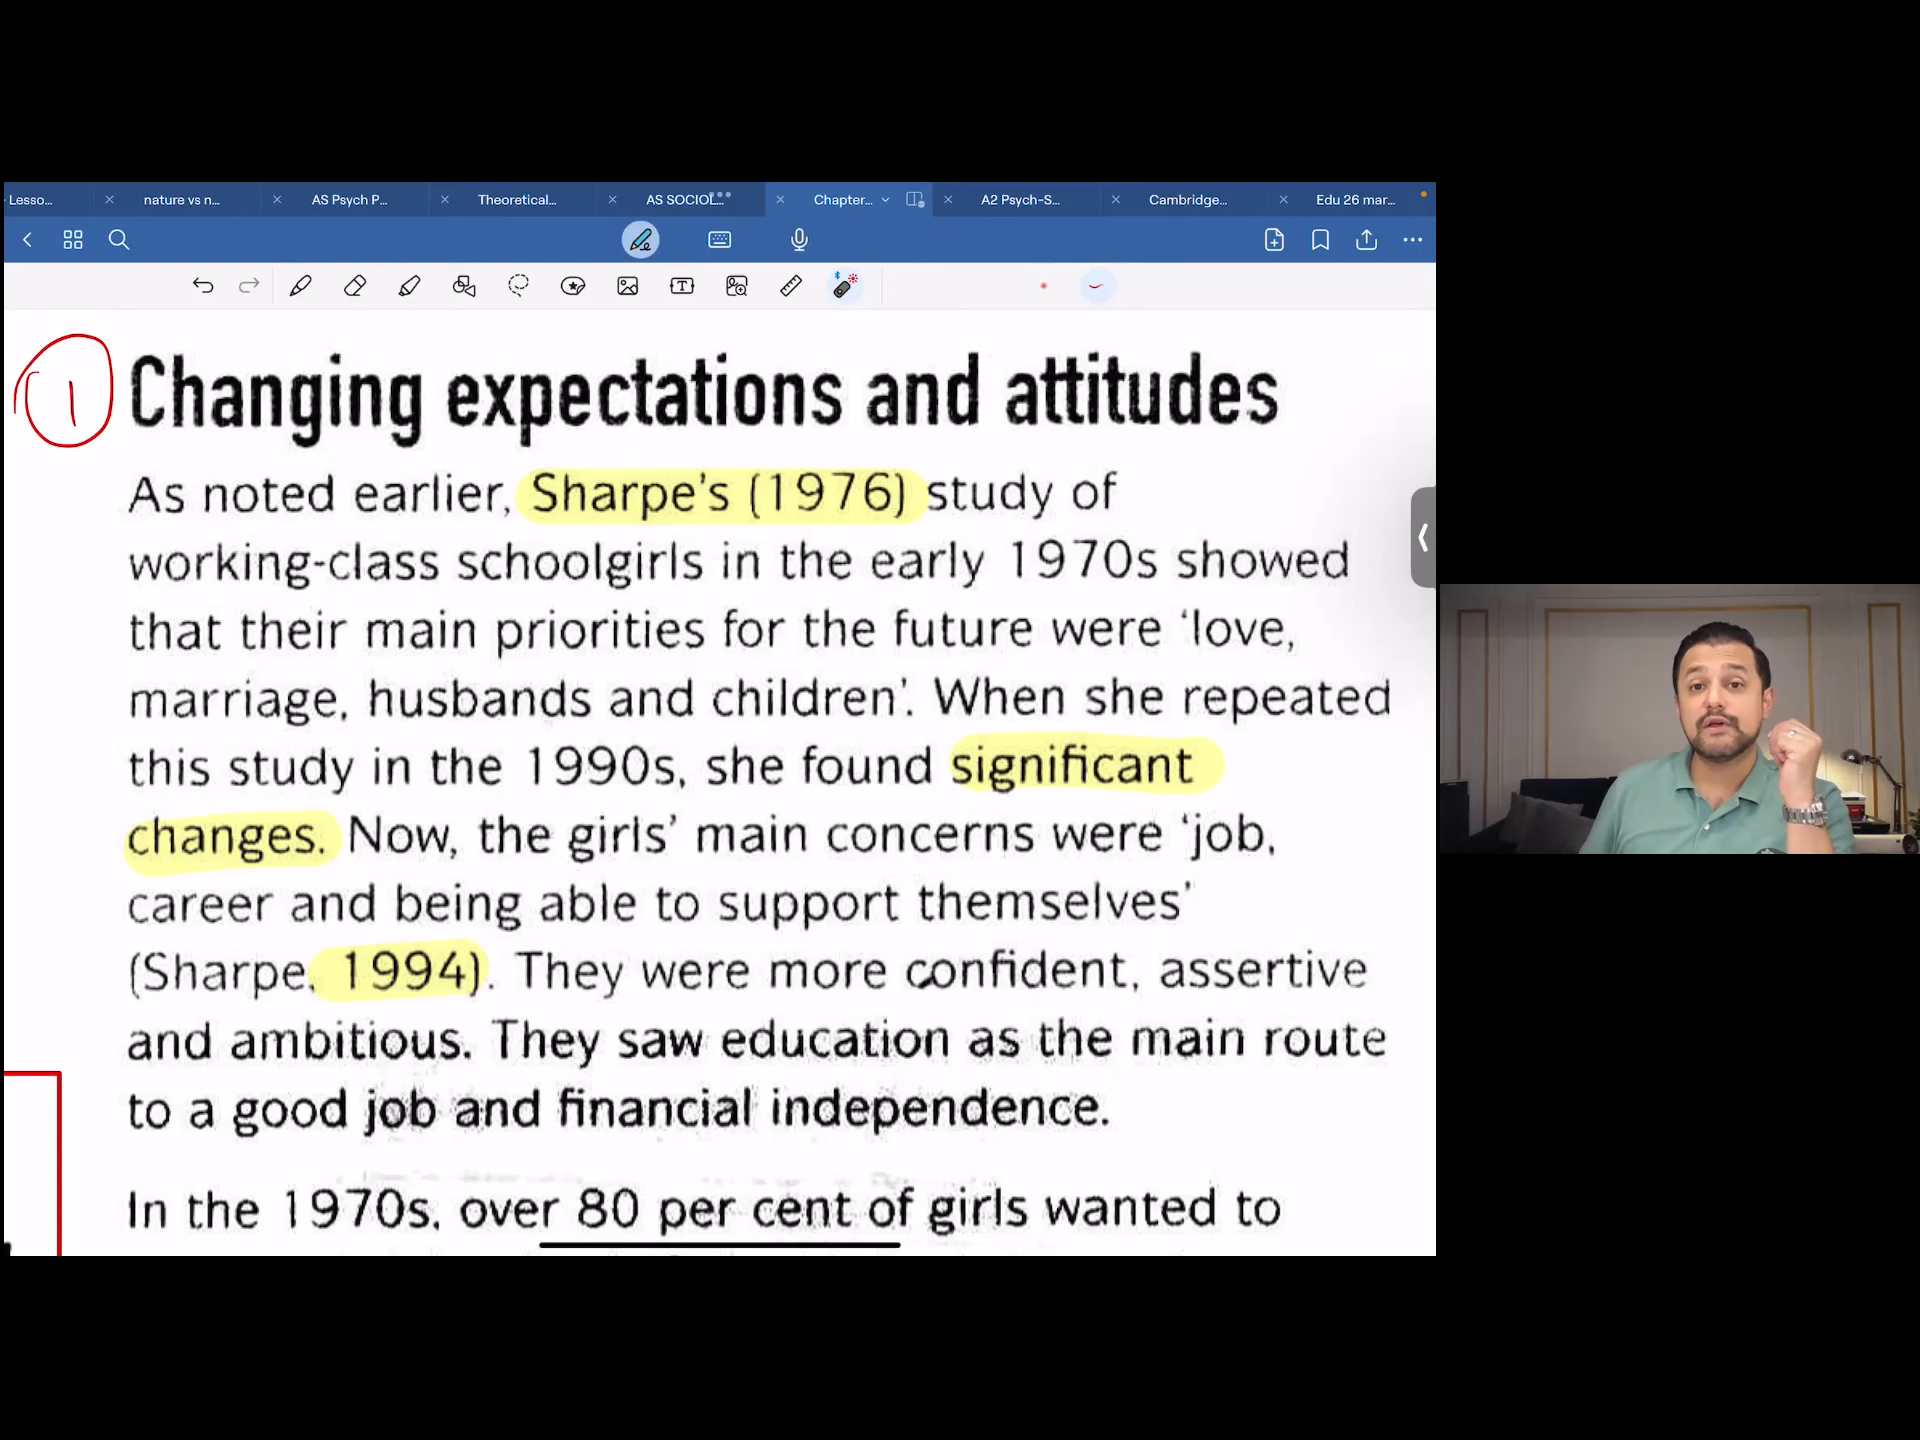 Lesso...
nature vs n...
AS Psych P...
Theoretical...
AS SOCIOL...
Chapter...
A2 Psych-S...
Cambridge...
Edu 26 mar...
1
Changing expectations and attitudes
As noted earlier, Sharpe's (1976) study of
working-class schoolgirls in the early 1970s showed
that their main priorities for the future were 'love,
marriage, husbands and children'. When she repeated
this study in the 1990s, she found significant
changes. Now, the girls' main concerns were 'job,
career and being able to support themselves'
(Sharpe, 1994). They were more confident, assertive
and ambitious. They saw education as the main route
to a good job and financial independence.
In the 1970s, over 80 per cent of girls wanted to